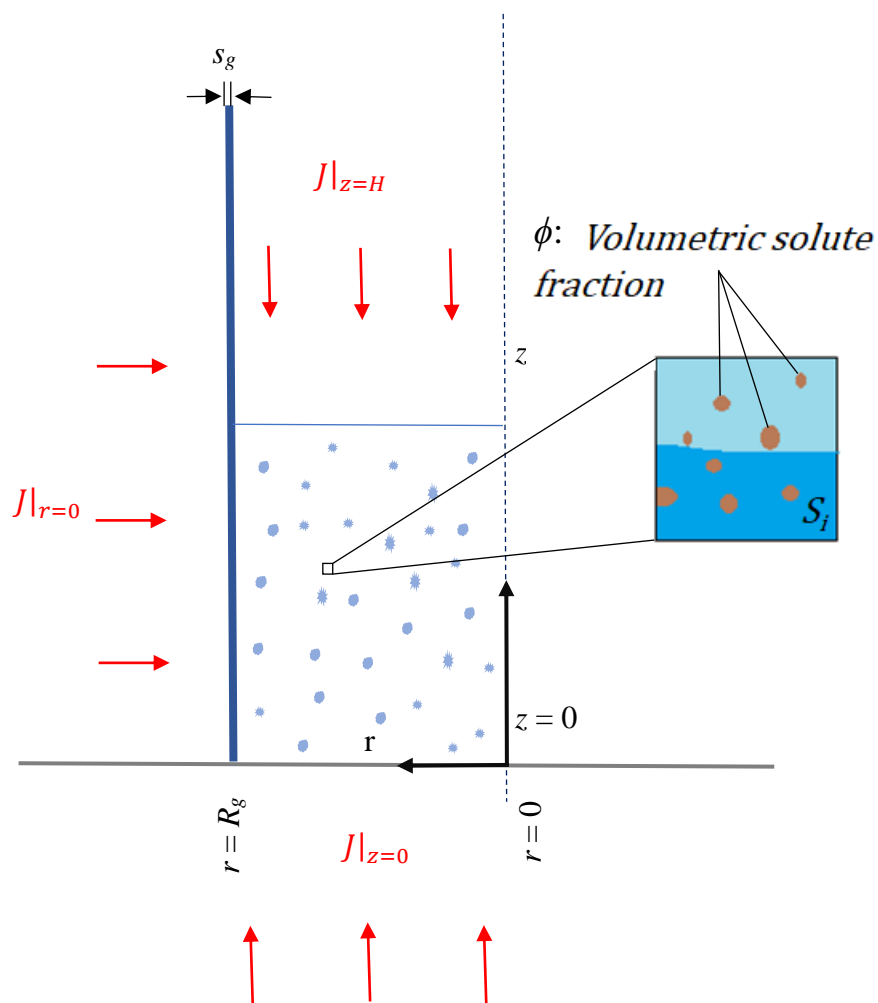 s_g
J|_{z=H}
ϕ: Volumetric solute
fraction
z
J|_{r=0}
S_i
z = 0
r
r = R_g
r = 0
J|_{z=0}